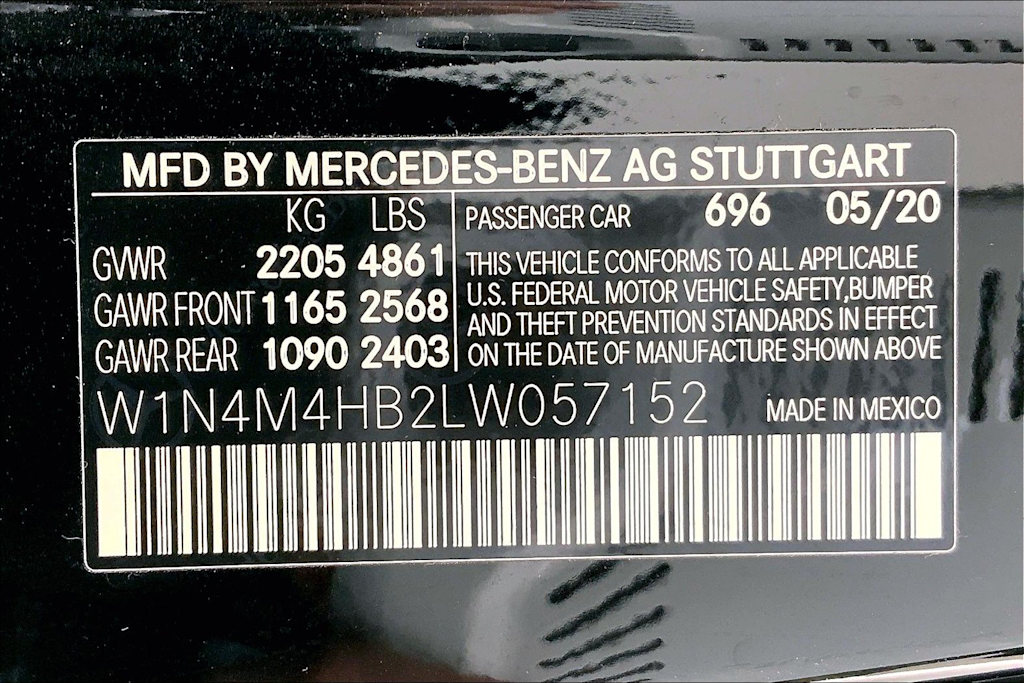 MFD BY MERCEDES-BENZ AG STUTTGART
KG LBS
GVWR 2205 4861
GAWR FRONT 1165 2568
GAWR REAR 1090 2403
PASSENGER CAR 696 05/20
THIS VEHICLE CONFORMS TO ALL APPLICABLE
U.S. FEDERAL MOTOR VEHICLE SAFETY,BUMPER
AND THEFT PREVENTION STANDARDS IN EFFECT
ON THE DATE OF MANUFACTURE SHOWN ABOVE
W1N4M4HB2LW057152 MADE IN MEXICO